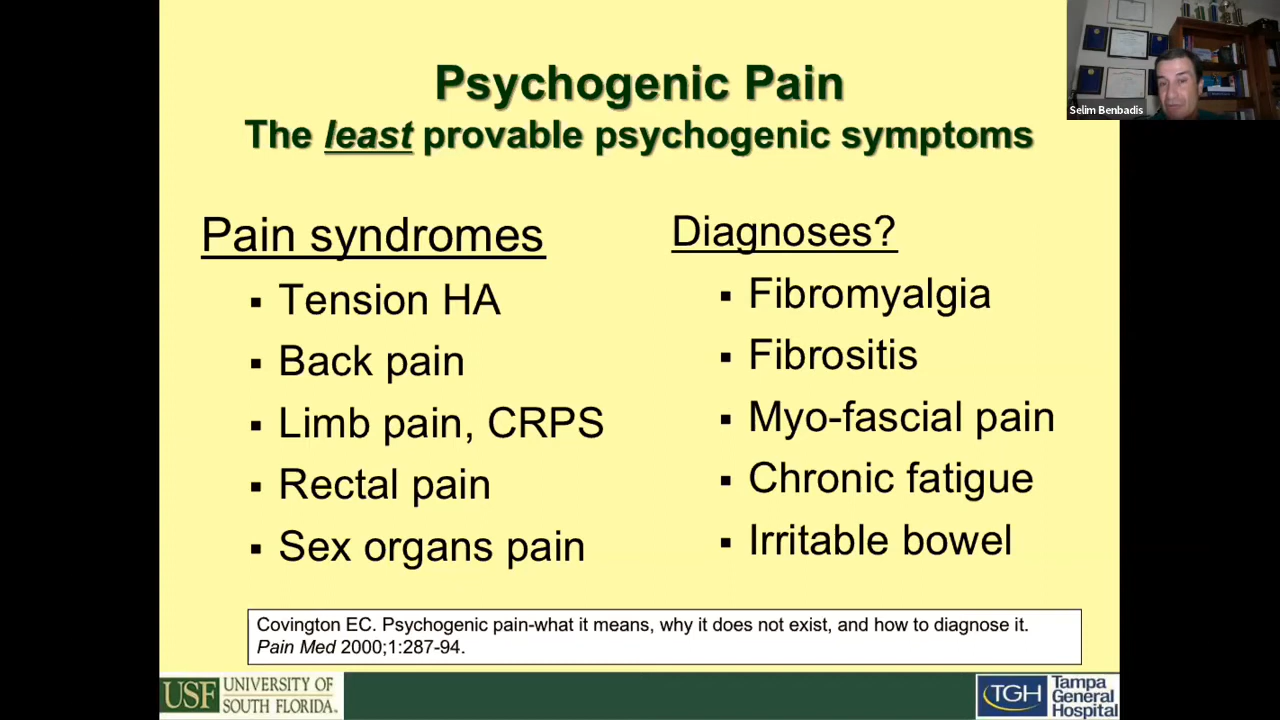 Selim Benbadis
Psychogenic Pain
The least provable psychogenic symptoms
Pain syndromes
▪ Tension HA
▪ Back pain
▪ Limb pain, CRPS
▪ Rectal pain
▪ Sex organs pain
Diagnoses?
▪ Fibromyalgia
▪ Fibrositis
▪ Myo-fascial pain
▪ Chronic fatigue
▪ Irritable bowel
Covington EC. Psychogenic pain-what it means, why it does not exist, and how to diagnose it.
Pain Med 2000;1:287-94.
USF UNIVERSITY OF
SOUTH FLORIDA.
TGH Tampa
General
Hospital